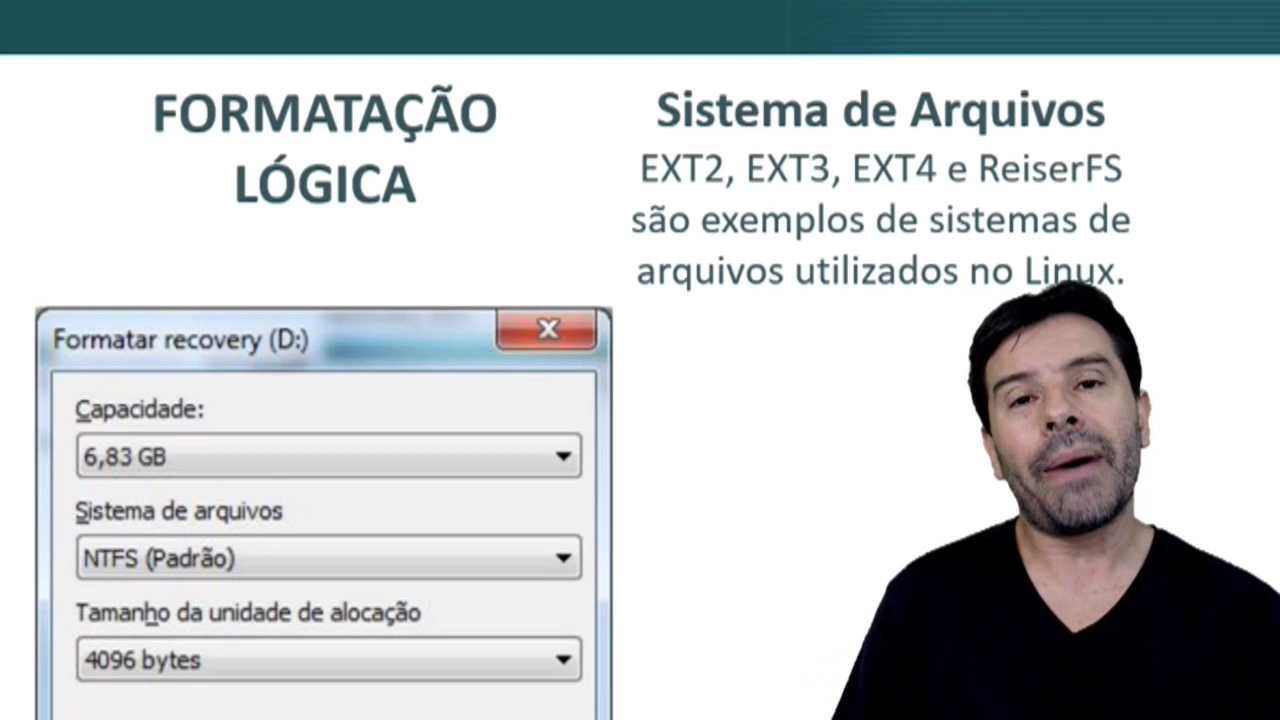 FORMATAÇÃO
LÓGICA
Sistema de Arquivos
EXT2, EXT3, EXT4 e ReiserFS
são exemplos de sistemas de
arquivos utilizados no Linux.
Formatar recovery (D:)
Capacidade:
6,83 GB
Sistema de arquivos
NTFS (Padrão)
Tamanho da unidade de alocação
4096 bytes